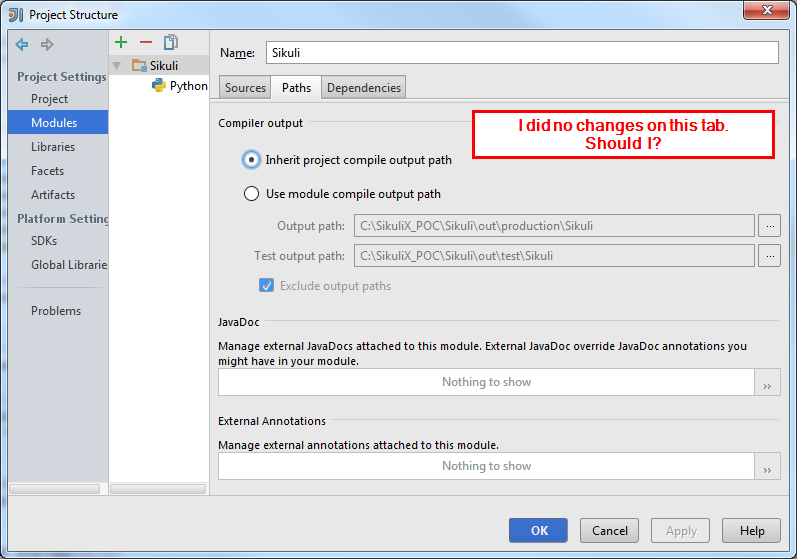 Project Structure
Project Settings
Project
Modules
Libraries
Facets
Artifacts
Platform Setting
SDKs
Global Librarie
Problems
Sikuli
Python
Name: Sikuli
Sources Paths Dependencies
Compiler output
I did no changes on this tab.
Should I?
Inherit project compile output path
Use module compile output path
Output path: C:\SikuliX_POC\Sikuli\out\production\Sikuli ...
Test output path: C:\SikuliX_POC\Sikuli\out\test\Sikuli ...
Exclude output paths
JavaDoc
Manage external JavaDocs attached to this module. External JavaDoc override JavaDoc annotations you
might have in your module.
Nothing to show »
External Annotations
Manage external annotations attached to this module.
Nothing to show »
OK Cancel Apply Help